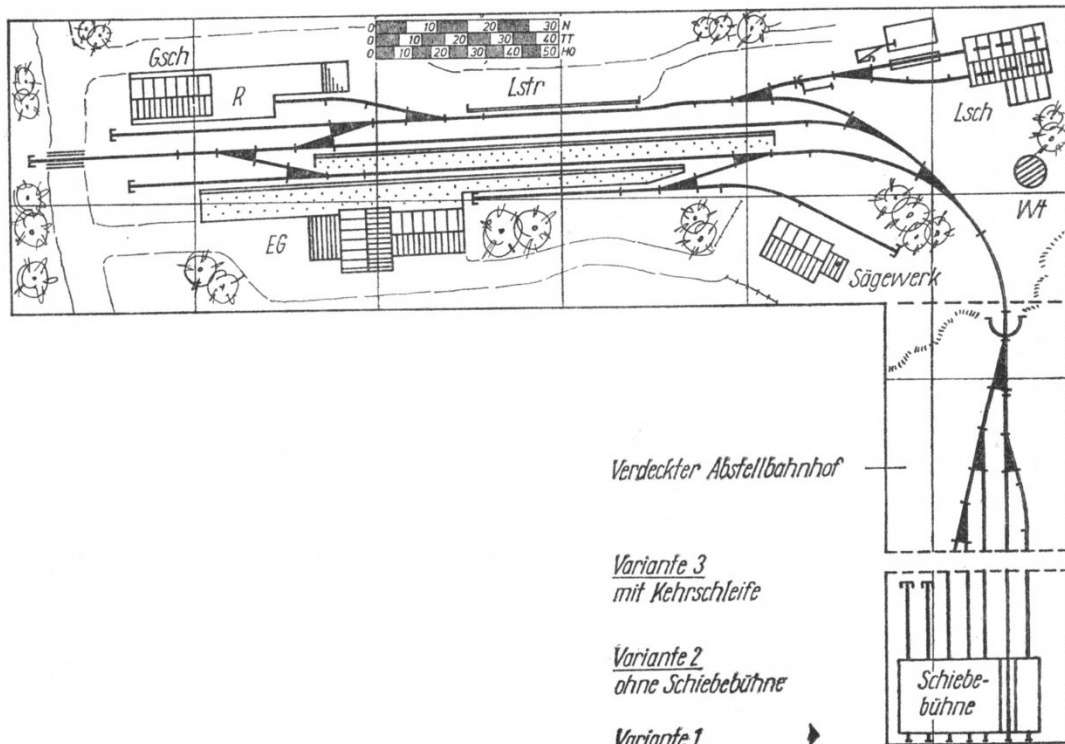 0 10 20 30 N
0 10 20 30 40 TT
0 10 20 30 40 50 H0
Gsch
R
Lstr
Lsch
Wt
EG
Sägewerk
Verdeckter Abstellbahnhof
Variante 3
mit Kehrschleife
Variante 2
ohne Schiebebühne
Schiebe-
bühne
Variante 1